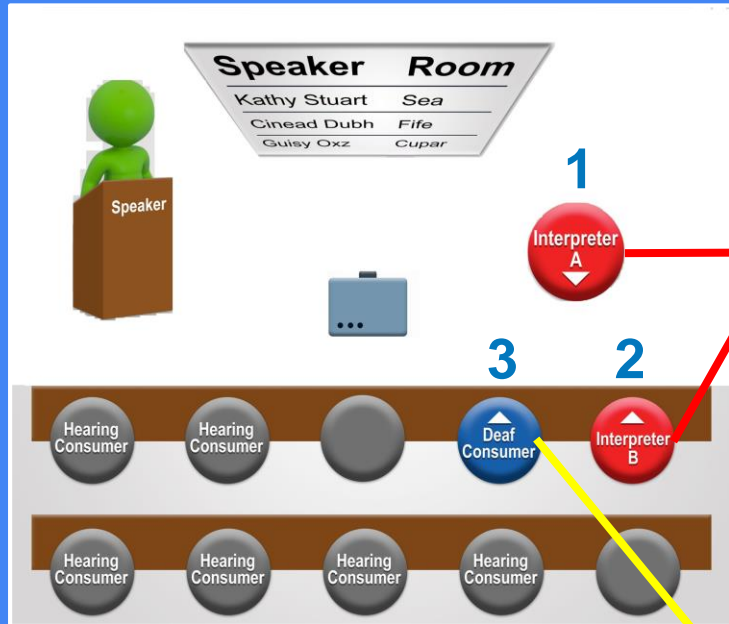 Speaker Room
Kathy Stuart Sea
Cinead Dubh Fife
Guisy Oxz Cupar
1
Speaker
Interpreter
A
3 2
Hearing
Consumer
Hearing
Consumer
Deaf
Consumer
Interpreter
B
Hearing
Consumer
Hearing
Consumer
Hearing
Consumer
Hearing
Consumer